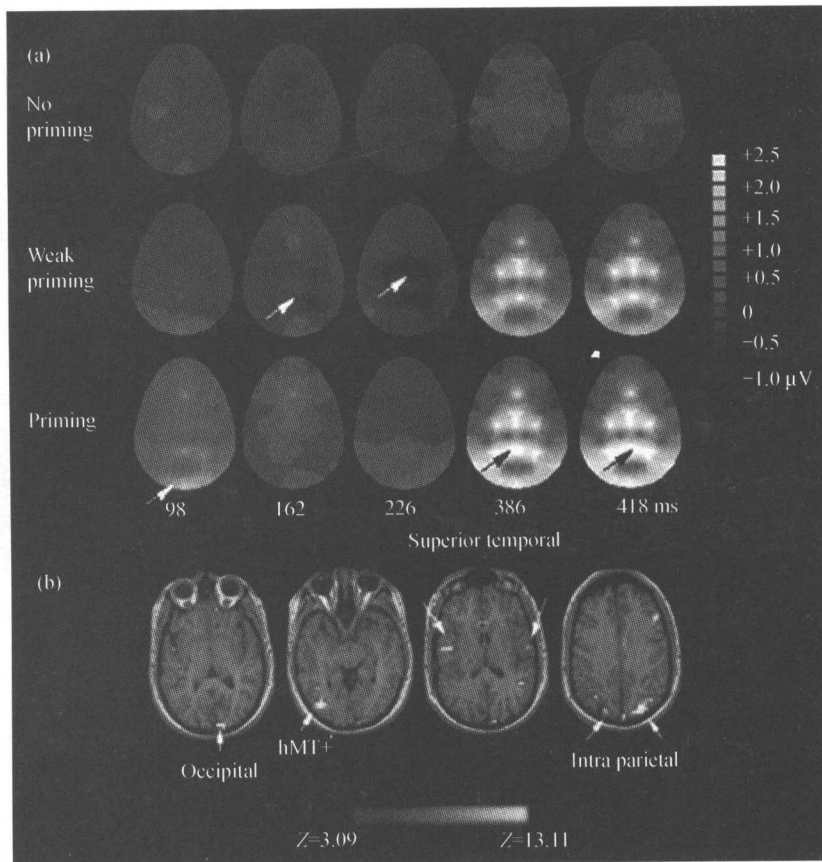 (a)
No
priming
Weak
priming
Priming
+2.5
+2.0
+1.5
+1.0
+0.5
0
−0.5
−1.0 μV
98 162 226 386 418 ms
Superior temporal
(b)
hMT+
Occipital
Intra parietal
Z=3.09 Z=13.11